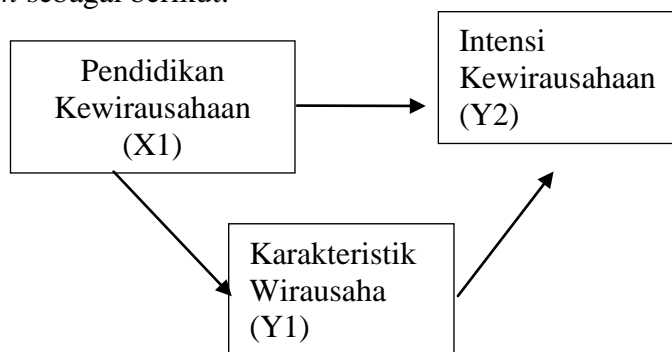 sebagai berikut:
Pendidikan
Kewirausahaan
(X1)
Intensi
Kewirausahaan
(Y2)
Karakteristik
Wirausaha
(Y1)